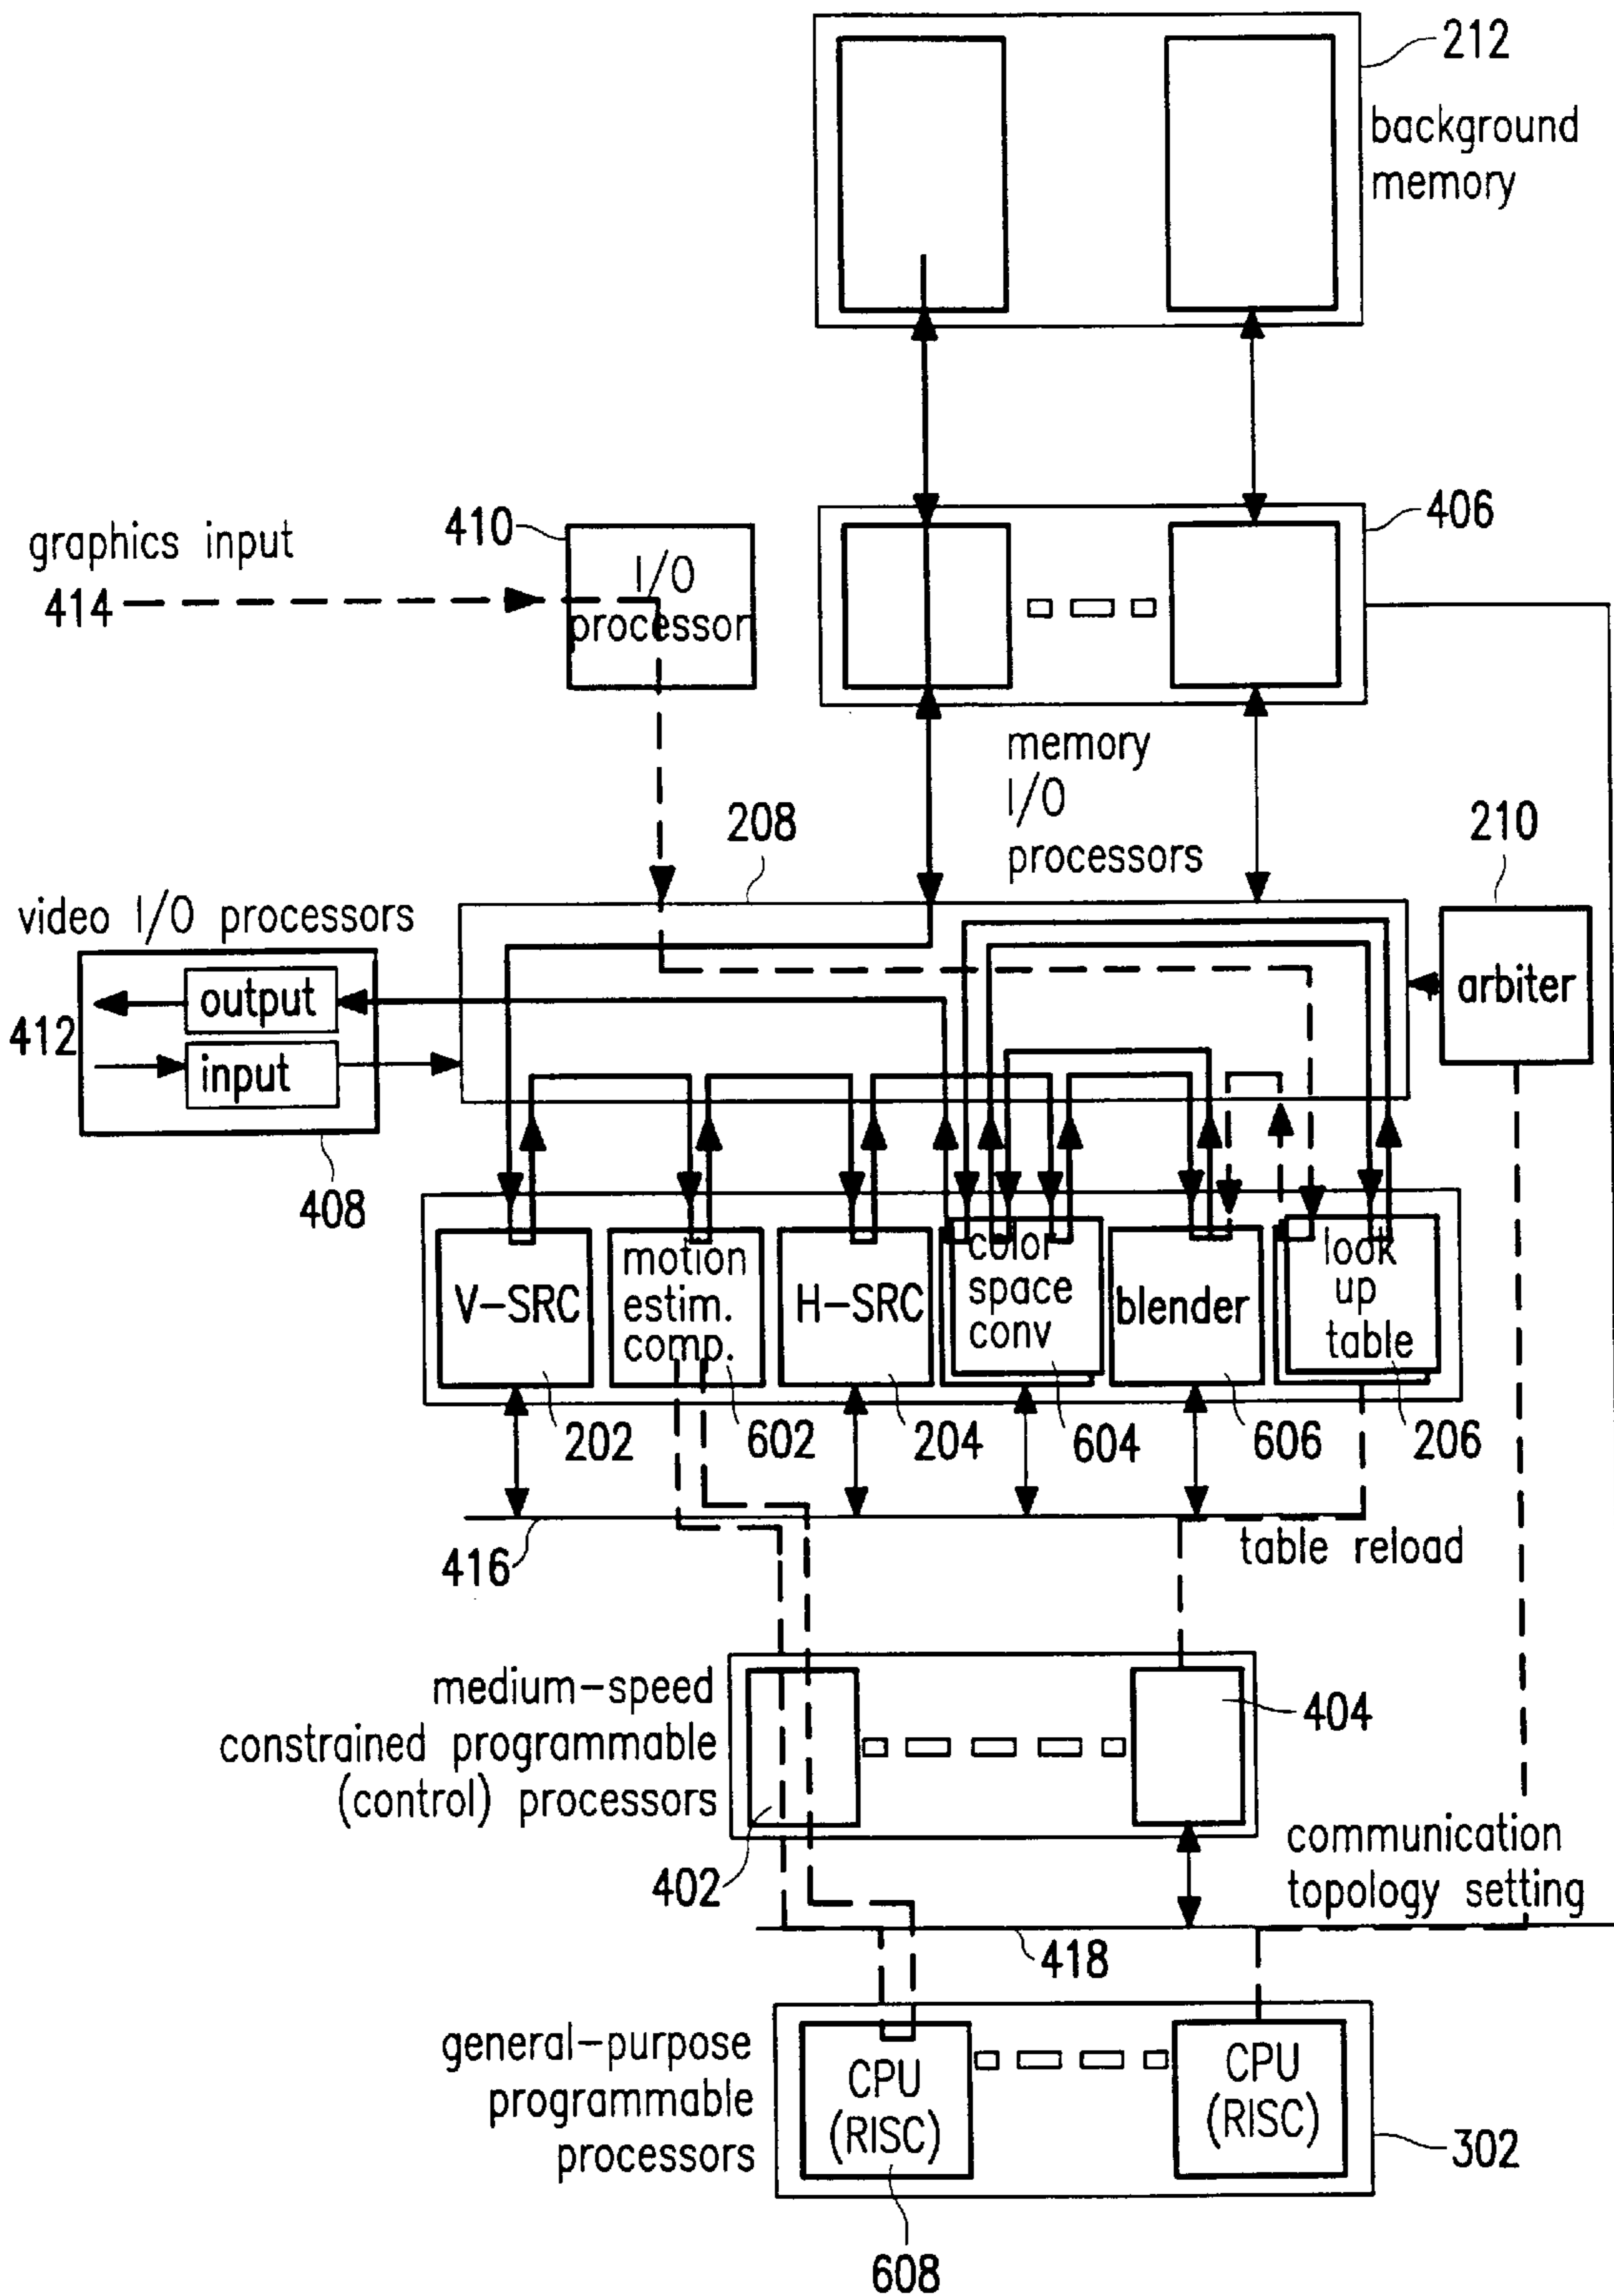 212
background
memory
410
406
graphics input
414
I/O
processor
memory
I/O
processors
208
210
video I/O processors
output
412
input
arbiter
408
V-SRC
motion
estim.
comp.
H-SRC
color
space
conv
blender
look
up
table
202
602
204
604
606
206
416
table reload
medium-speed
constrained programmable
(control) processors
404
402
communication
topology setting
418
general-purpose
programmable
processors
CPU
(RISC)
CPU
(RISC)
302
608